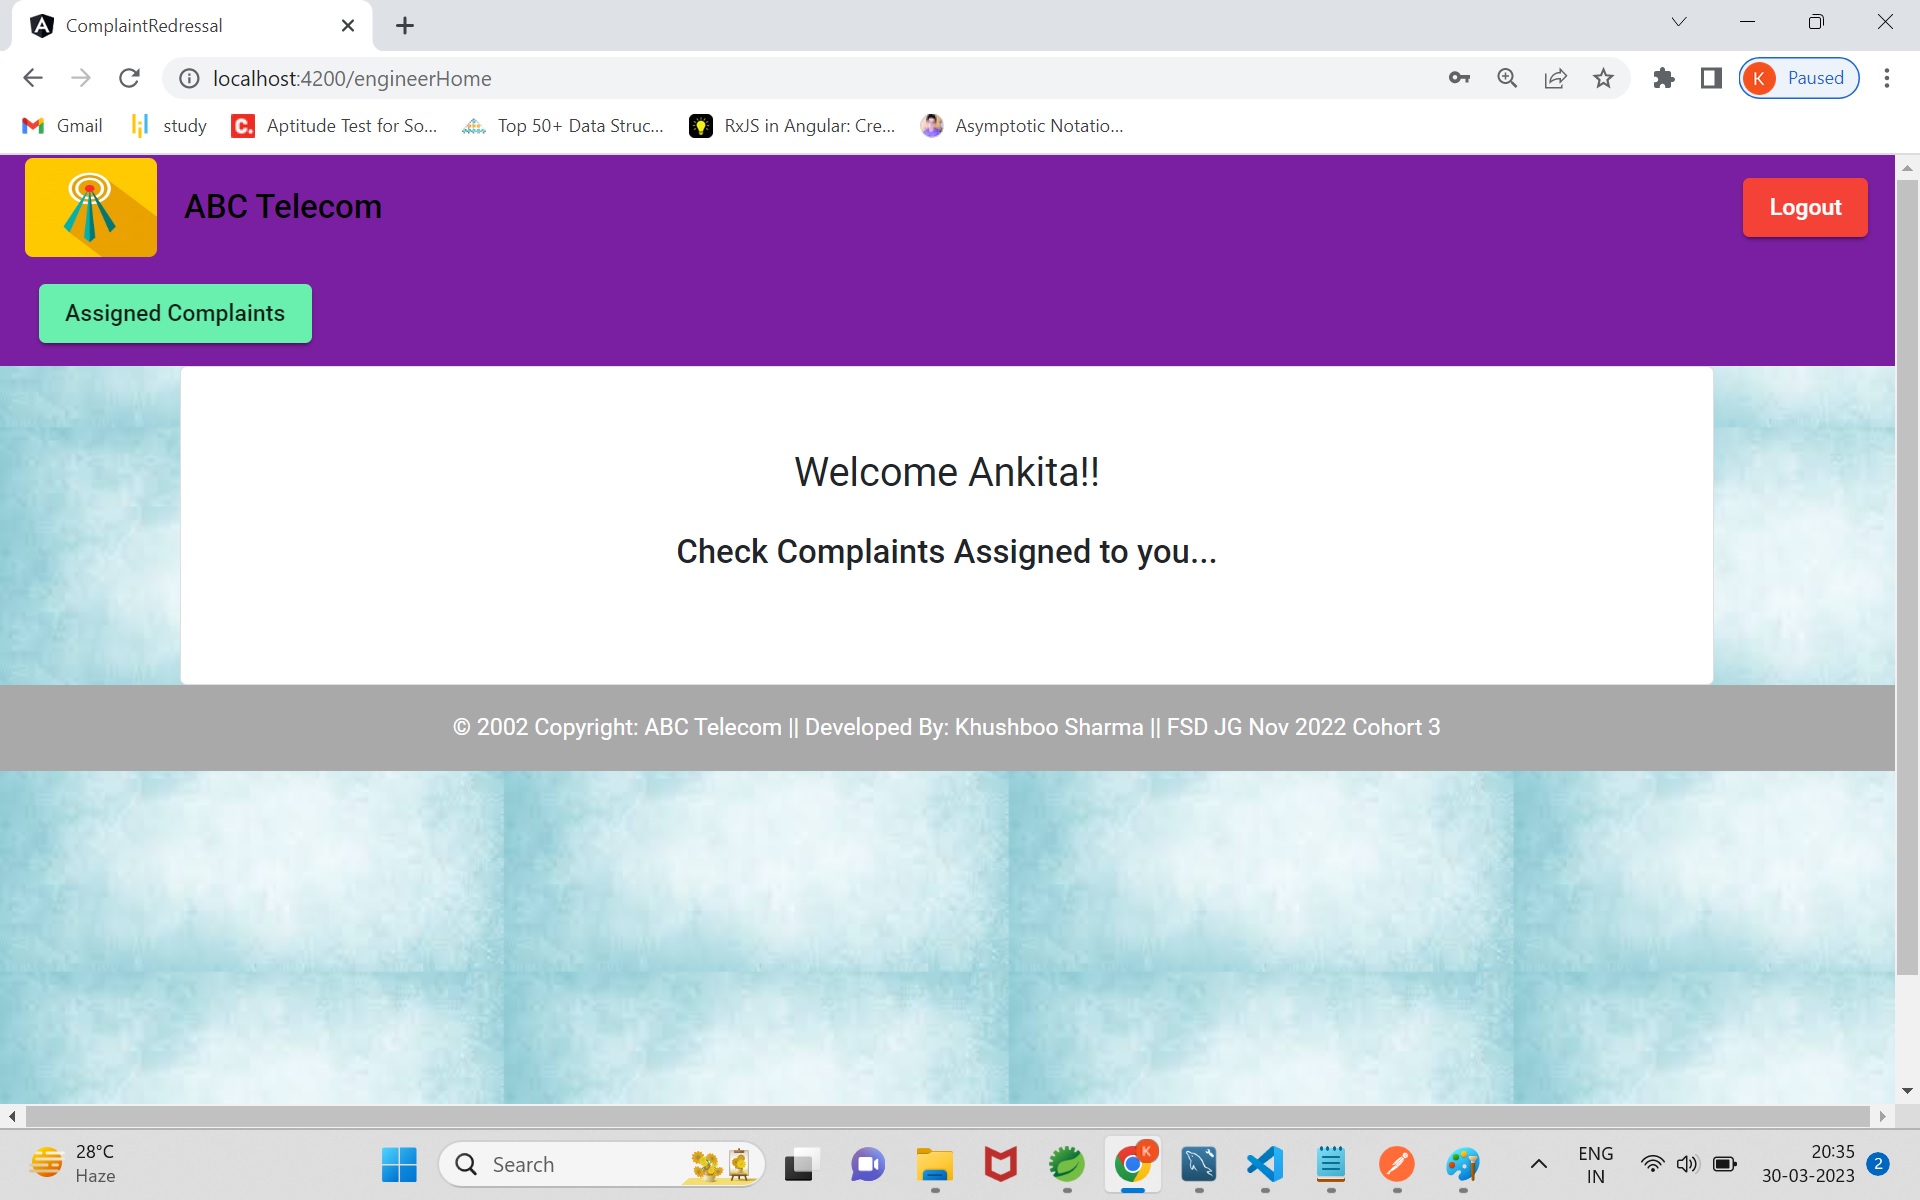 ComplaintRedressal
localhost:4200/engineerHome
K Paused
Gmail
study
C. Aptitude Test for So...
Top 50+ Data Struc...
RxJS in Angular: Cre...
Asymptotic Notatio...
ABC Telecom
Logout
Assigned Complaints
Welcome Ankita!!
Check Complaints Assigned to you...
© 2002 Copyright: ABC Telecom || Developed By: Khushboo Sharma || FSD JG Nov 2022 Cohort 3
28°C
Haze
Search
K
ENG
IN
20:35
30-03-2023
2